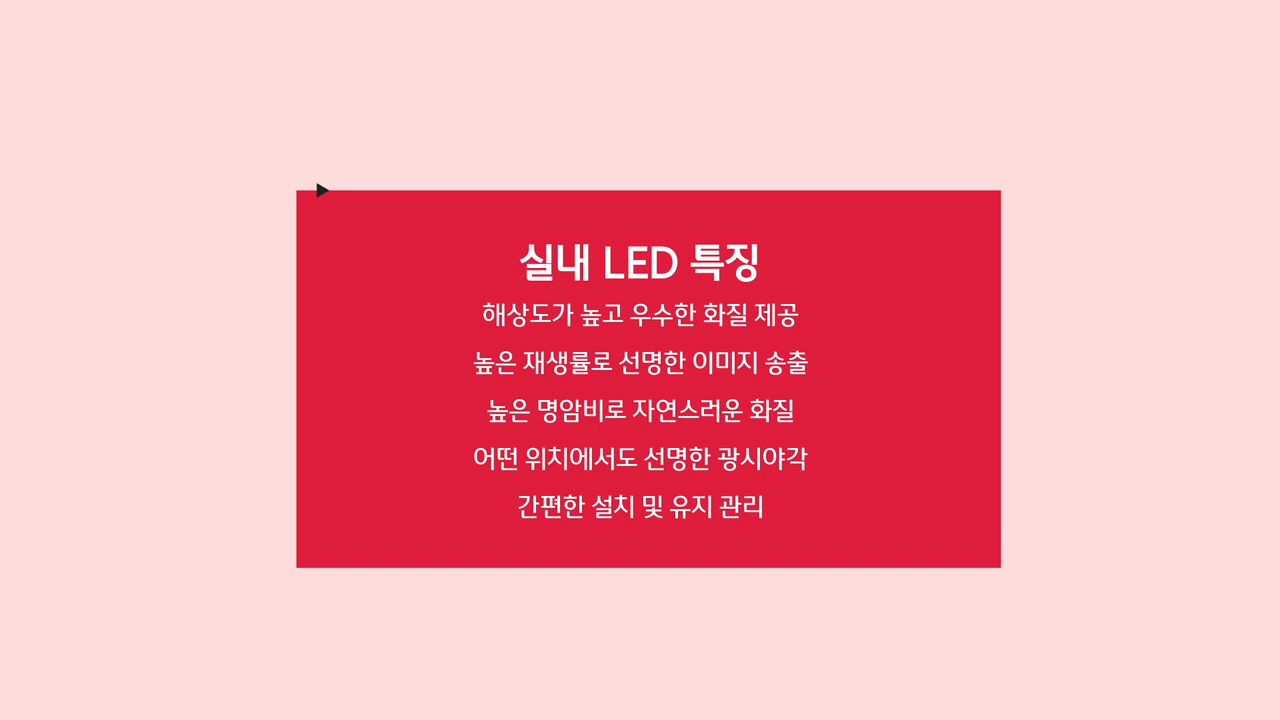 실내 LED 특징
해상도가 높고 우수한 화질 제공
높은 재생률로 선명한 이미지 송출
높은 명암비로 자연스러운 화질
어떤 위치에서도 선명한 광시야각
간편한 설치 및 유지 관리